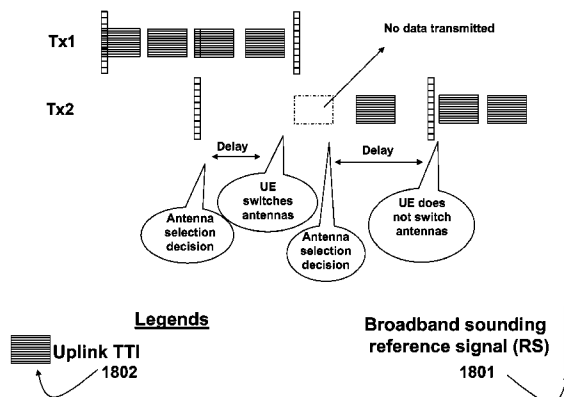 Tx1
No data transmitted
Tx2
Delay
Delay
Antenna
selection
decision
UE
switches
antennas
Antenna
selection
decision
UE does
not switch
antennas
Legends
Uplink TTI
1802
Broadband sounding
reference signal (RS)
1801